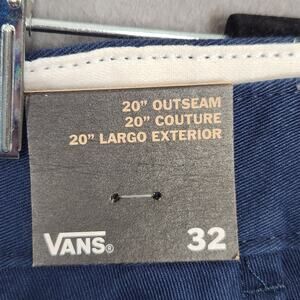 20" OUTSEAM
20" COUTURE
20" LARGO EXTERIOR
VANS® 32